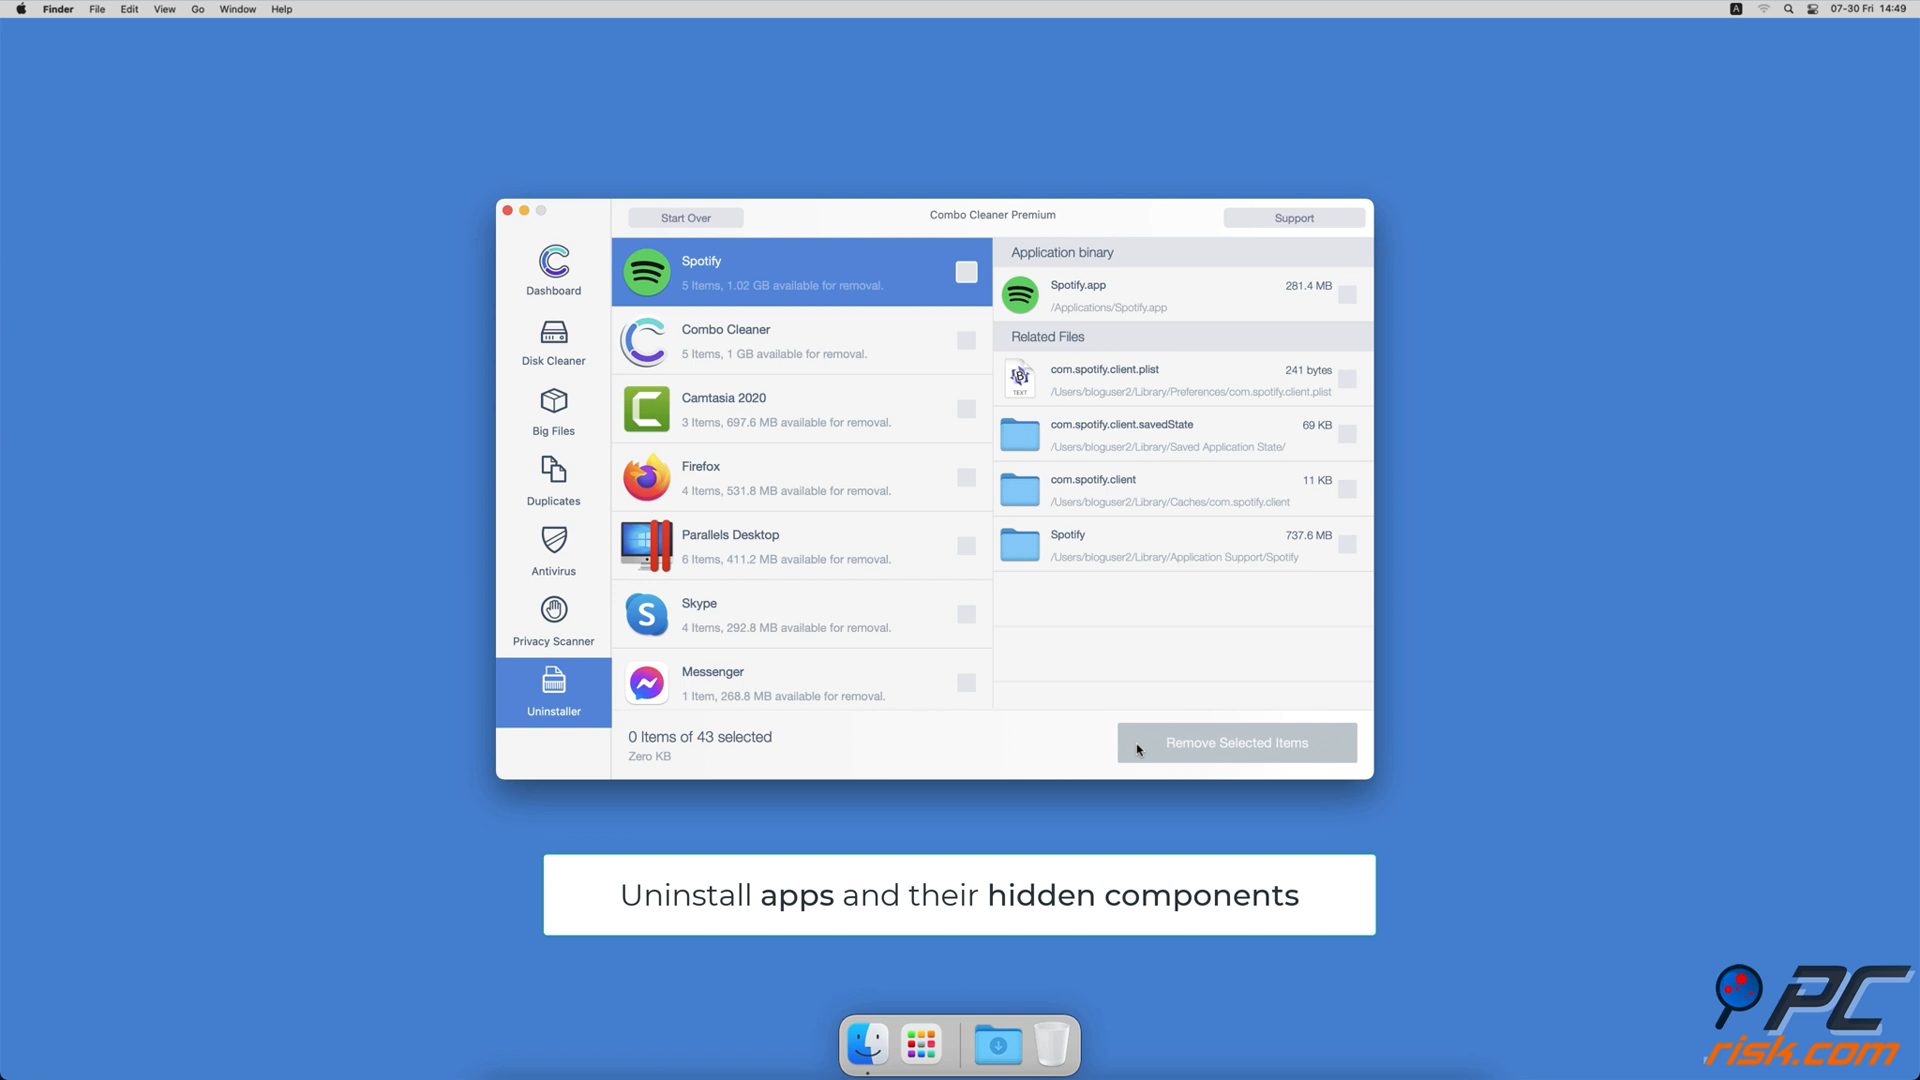 Finder File Edit View Go Window Help
A 07-30 Fri 14:49
Start Over
Combo Cleaner Premium
Support
Dashboard
Disk Cleaner
Big Files
Duplicates
Antivirus
Privacy Scanner
Uninstaller
Spotify
5 Items, 1.02 GB available for removal.
Combo Cleaner
5 Items, 1 GB available for removal.
Camtasia 2020
3 Items, 697.6 MB available for removal.
Firefox
4 Items, 531.8 MB available for removal.
Parallels Desktop
6 Items, 411.2 MB available for removal.
Skype
4 Items, 292.8 MB available for removal.
Messenger
1 Item, 268.8 MB available for removal.
Application binary
Spotify.app 281.4 MB
/Applications/Spotify.app
Related Files
com.spotify.client.plist 241 bytes
/Users/bloguser2/Library/Preferences/com.spotify.client.plist
TEXT
com.spotify.client.savedState 69 KB
/Users/bloguser2/Library/Saved Application State/
com.spotify.client 11 KB
/Users/bloguser2/Library/Caches/com.spotify.client
Spotify 737.6 MB
/Users/bloguser2/Library/Application Support/Spotify
0 Items of 43 selected
Zero KB
Remove Selected Items
Uninstall apps and their hidden components
PC
risk.com